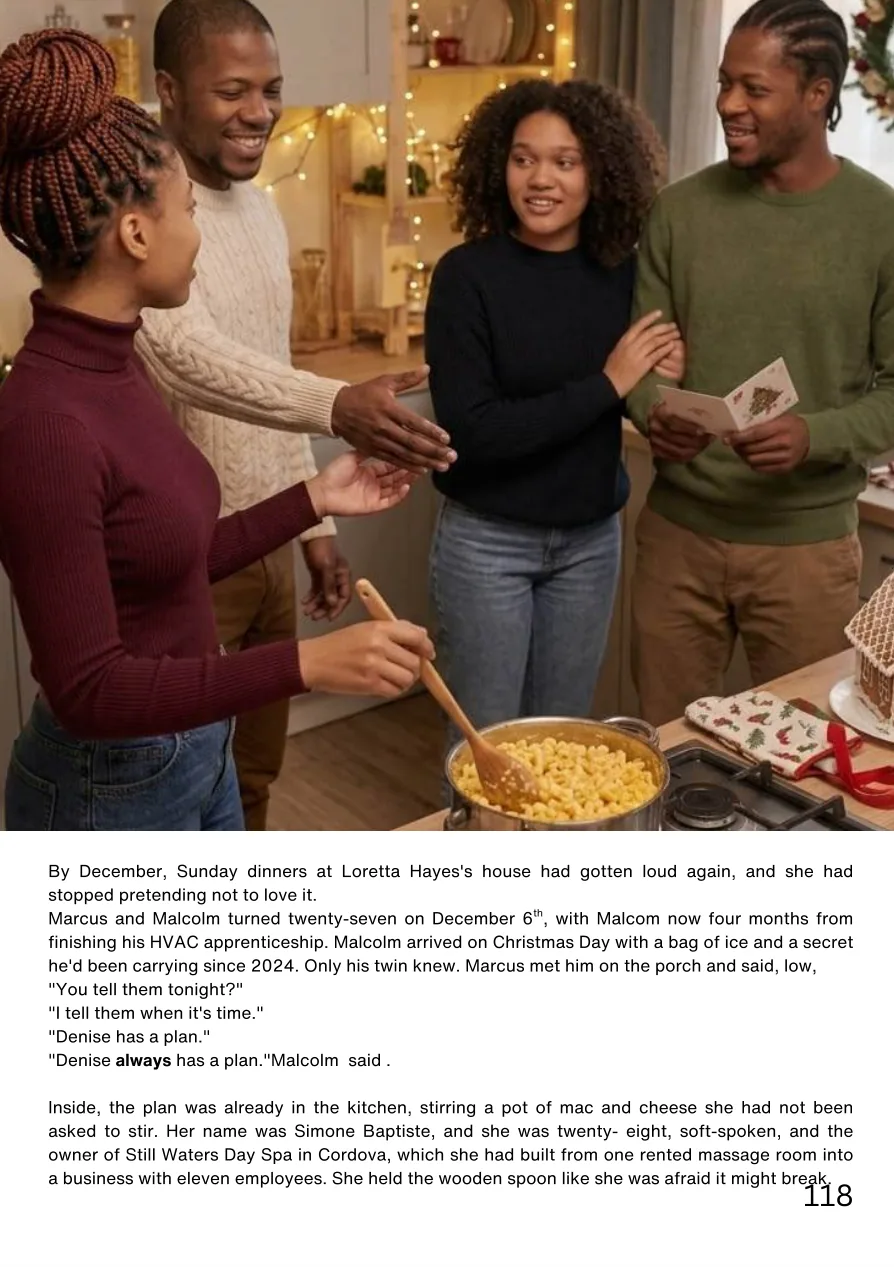 By December, Sunday dinners at Loretta Hayes's house had gotten loud again, and she had
stopped pretending not to love it.
Marcus and Malcolm turned twenty-seven on December 6th, with Malcom now four months from
finishing his HVAC apprenticeship. Malcolm arrived on Christmas Day with a bag of ice and a secret
he'd been carrying since 2024. Only his twin knew. Marcus met him on the porch and said, low,
"You tell them tonight?"
"I tell them when it's time."
"Denise has a plan."
"Denise always has a plan."Malcolm  said .
Inside, the plan was already in the kitchen, stirring a pot of mac and cheese she had not been
asked to stir. Her name was Simone Baptiste, and she was twenty- eight, soft-spoken, and the
owner of Still Waters Day Spa in Cordova, which she had built from one rented massage room into
a business with eleven employees. She held the wooden spoon like she was afraid it might break.
118